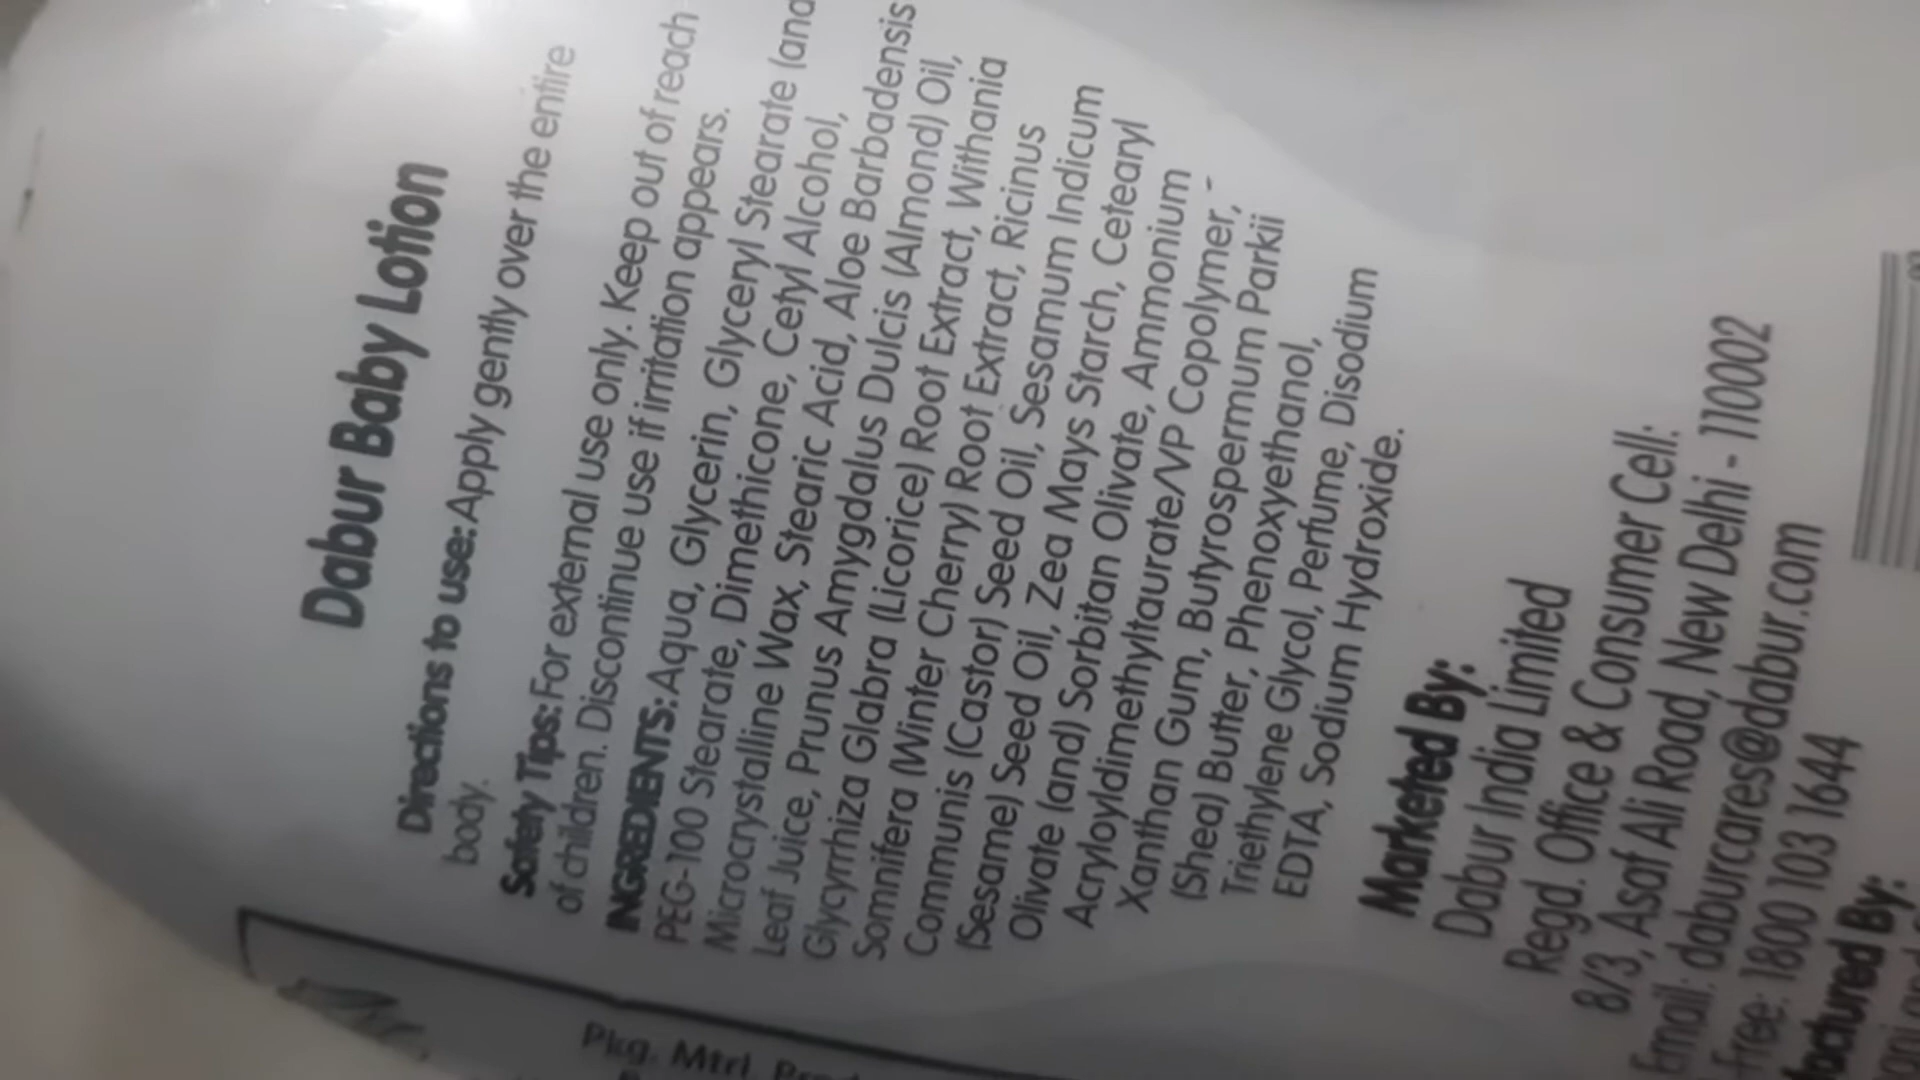 Dabur Baby Lotion
Directions to use: Apply gently over the entire
body.
Safety Tips: For external use only. Keep out of reach
of children. Discontinue use if irritation appears.
INGREDIENTS: Aqua, Glycerin, Glyceryl Stearate (and
PEG-100 Stearate, Dimethicone, Cetyl Alcohol,
Microcrystalline Wax, Stearic Acid, Aloe Barbadensis
Leaf Juice, Prunus Amygdalus Dulcis (Almond) Oil,
Glycyrrhiza Glabra (Licorice) Root Extract, Withania
Somnifera (Winter Cherry) Root Extract, Ricinus
Communis (Castor) Seed Oil, Sesamum Indicum
(Sesame) Seed Oil, Zea Mays Starch, Cetearyl
Olivate (and) Sorbitan Olivate, Ammonium
Acryloyldimethyltaurate/VP Copolymer, -
Xanthan Gum, Butyrospermum Parkii
(Shea) Butter, Phenoxyethanol,
Triethylene Glycol, Perfume, Disodium
EDTA, Sodium Hydroxide.
Marketed By:
Dabur India Limited
Regd. Office & Consumer Cell:
8/3, Asaf Ali Road, New Delhi - 110002
Email: daburcares@dabur.com
Free: 1800 103 1644
factured By:
Pkg. Mtrl.